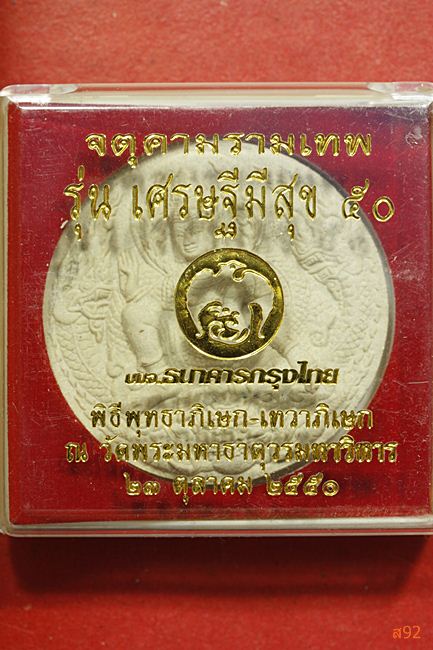 จตุคามรามเทพ
รุ่น เศรษฐีมีสุข ๕๐
บมจ.ธนาคารกรุงไทย
พิธีพุทธาภิเษก-เทวาภิเษก
ณ วัดพระมหาธาตุวรมหาวิหาร
๒๓ ตุลาคม ๒๕๕๐
ส92